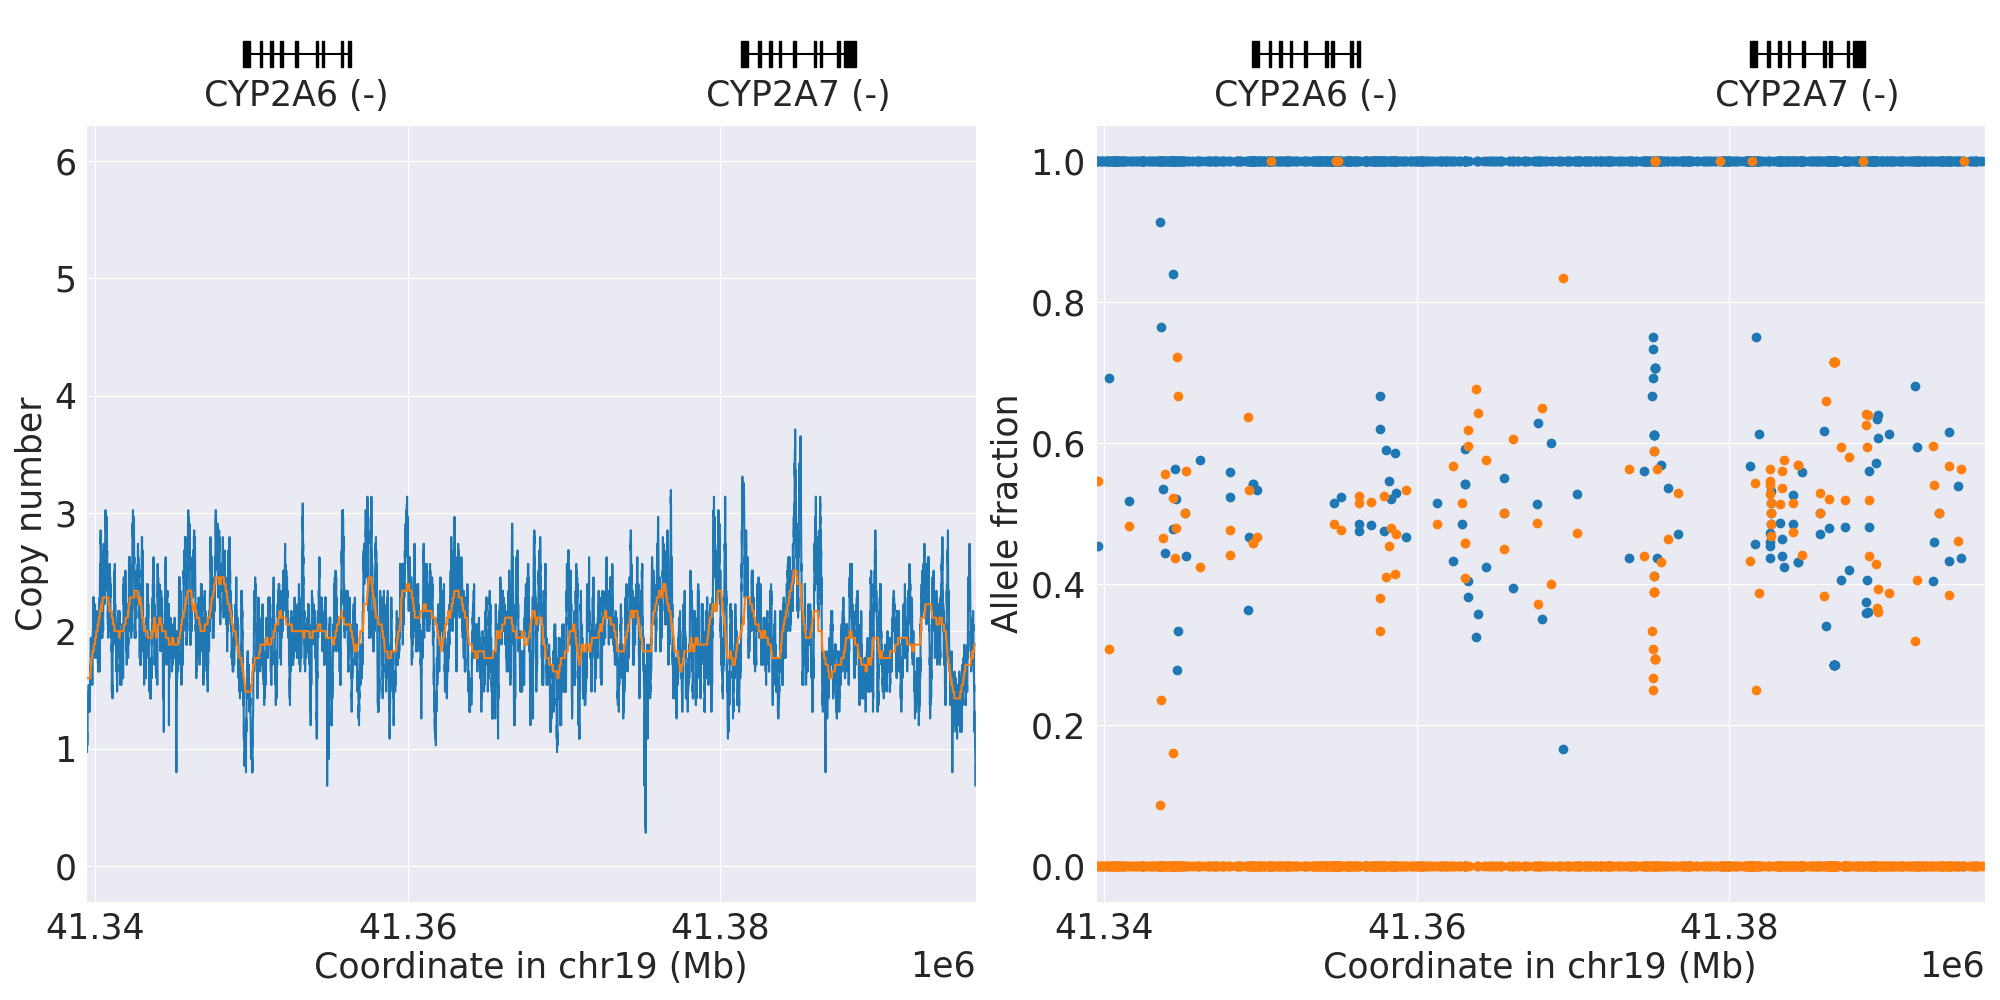 CYP2A6 (-)
CYP2A7 (-)
CYP2A6 (-)
CYP2A7 (-)
6
5
4
3
2
1
0
Copy number
41.34
41.36
41.38
Coordinate in chr19 (Mb)
1e6
1.0
0.8
0.6
0.4
0.2
0.0
Allele fraction
41.34
41.36
41.38
Coordinate in chr19 (Mb)
1e6